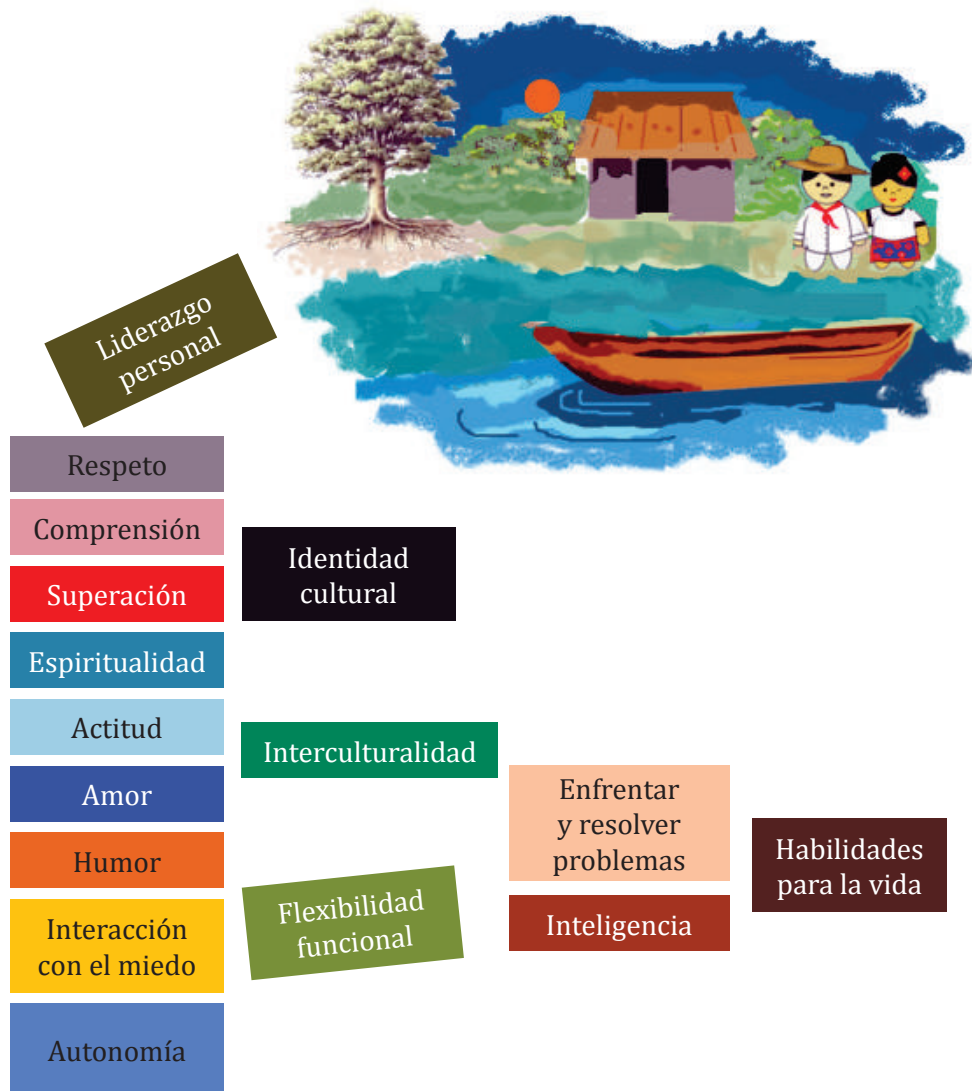 Liderazgo
personal
Respeto
Comprensión
Superación
Espiritualidad
Actitud
Amor
Humor
Interacción
con el miedo
Autonomía
Identidad
cultural
Interculturalidad
Flexibilidad
funcional
Enfrentar
y resolver
problemas
Inteligencia
Habilidades
para la vida